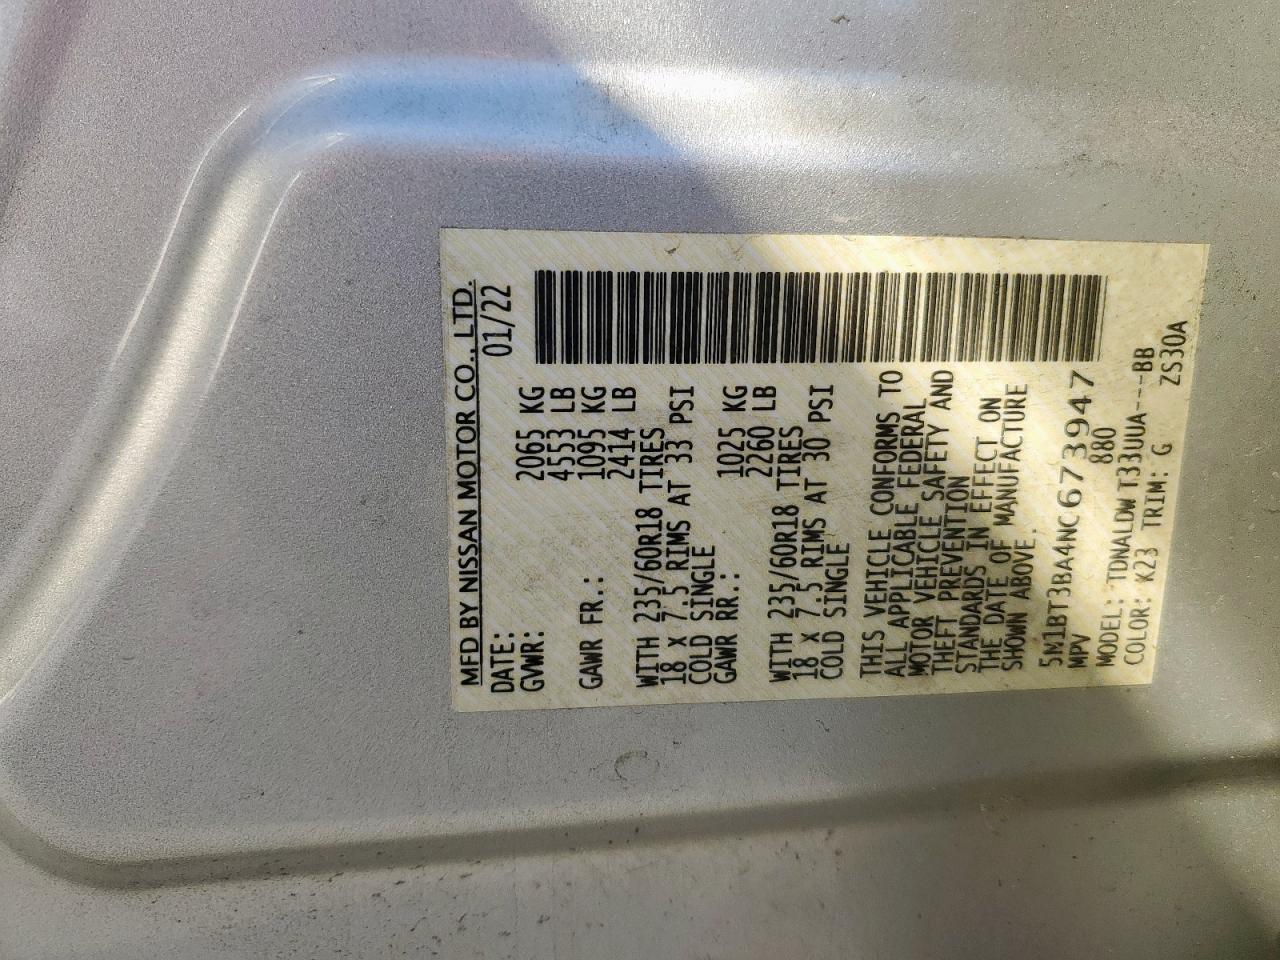 MFD BY NISSAN MOTOR CO., LTD.
DATE: 01/22
GVWR: 2065 KG
4553 LB
GAWR FR.: 1095 KG
2414 LB
WITH 235/60R18 TIRES
18 X 7.5 RIMS AT 33 PSI
COLD SINGLE
GAWR RR.: 1025 KG
2260 LB
WITH 235/60R18 TIRES
18 X 7.5 RIMS AT 30 PSI
COLD SINGLE
THIS VEHICLE CONFORMS TO
ALL APPLICABLE FEDERAL
MOTOR VEHICLE SAFETY AND
THEFT PREVENTION
STANDARDS IN EFFECT ON
THE DATE OF MANUFACTURE
SHOWN ABOVE.
5N1BT3BA4NC673947
MPV 880
MODEL: TDNALDW T33UUA---BB
COLOR: K23 TRIM: G ZS30A